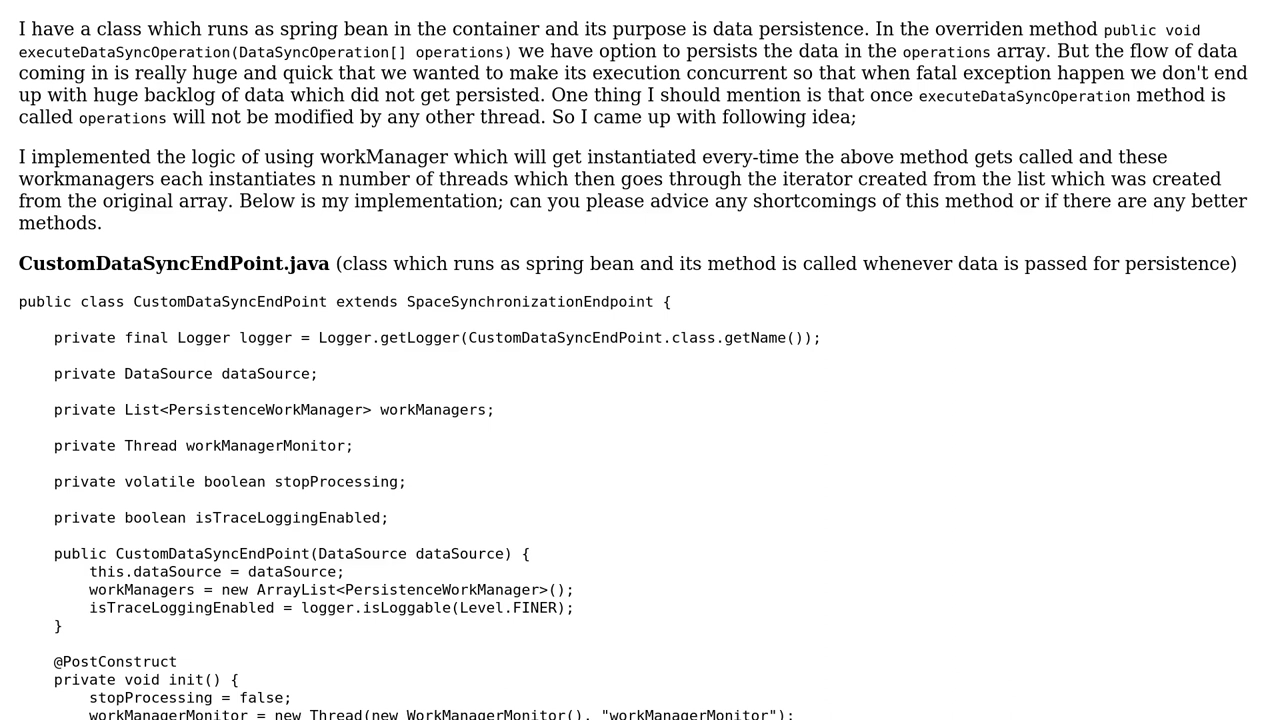 I have a class which runs as spring bean in the container and its purpose is data persistence. In the overriden method public void
executeDataSyncOperation(DataSyncOperation[] operations) we have option to persists the data in the operations array. But the flow of data
coming in is really huge and quick that we wanted to make its execution concurrent so that when fatal exception happen we don't end
up with huge backlog of data which did not get persisted. One thing I should mention is that once executeDataSyncOperation method is
called operations will not be modified by any other thread. So I came up with following idea;
I implemented the logic of using workManager which will get instantiated every-time the above method gets called and these
workmanagers each instantiates n number of threads which then goes through the iterator created from the list which was created
from the original array. Below is my implementation; can you please advice any shortcomings of this method or if there are any better
methods.
CustomDataSyncEndPoint.java (class which runs as spring bean and its method is called whenever data is passed for persistence)
public class CustomDataSyncEndPoint extends SpaceSynchronizationEndpoint {
private final Logger logger = Logger.getLogger(CustomDataSyncEndPoint.class.getName());
private DataSource dataSource;
private List<PersistenceWorkManager> workManagers;
private Thread workManagerMonitor;
private volatile boolean stopProcessing;
private boolean isTraceLoggingEnabled;
public CustomDataSyncEndPoint(DataSource dataSource) {
this.dataSource = dataSource;
workManagers = new ArrayList<PersistenceWorkManager>();
isTraceLoggingEnabled = logger.isLoggable(Level.FINER);
}
@PostConstruct
private void init() {
stopProcessing = false;
workManagerMonitor = new Thread(new WorkManagerMonitor(), "workManagerMonitor");